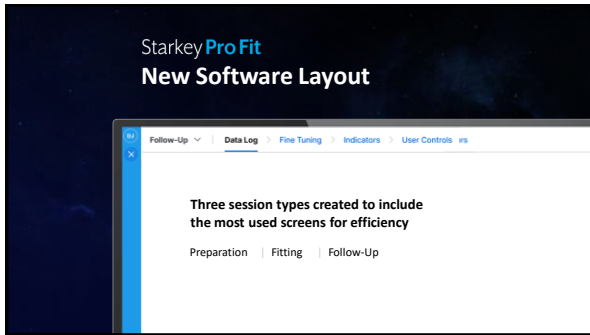 Starkey Pro Fit
New Software Layout
Follow-Up Data Log > Fine Tuning > Indicators > User Controls
Three session types created to include
the most used screens for efficiency
Preparation | Fitting | Follow-Up